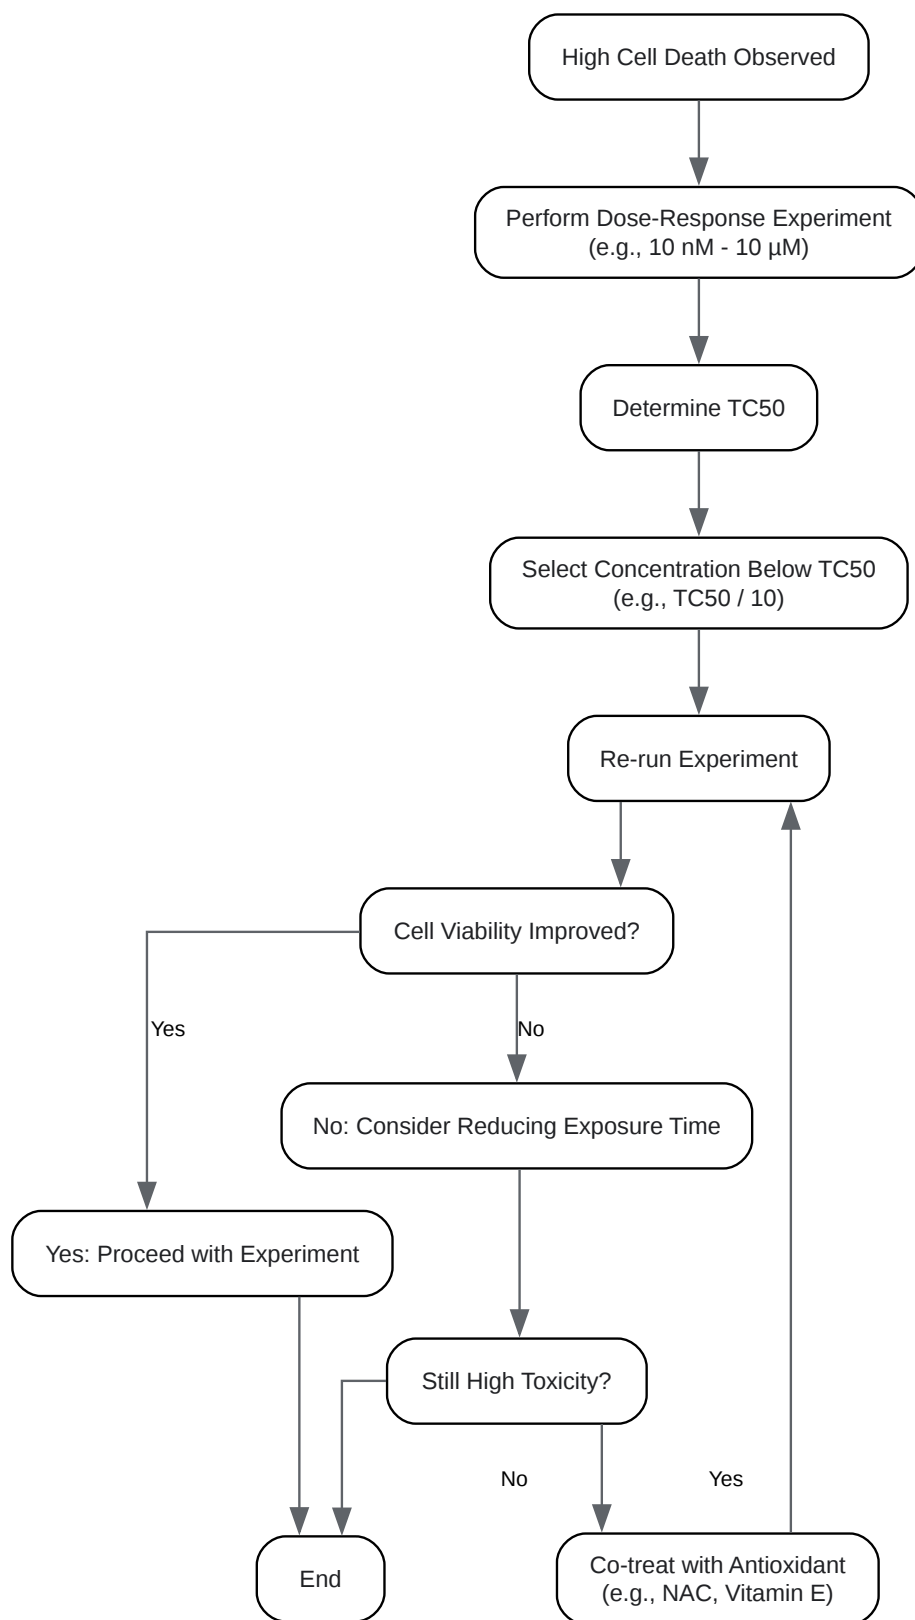 High Cell Death Observed
Perform Dose-Response Experiment
(e.g., 10 nM - 10 µM)
Determine TC50
Select Concentration Below TC50
(e.g., TC50 / 10)
Re-run Experiment
Cell Viability Improved?
Yes
No
No: Consider Reducing Exposure Time
Yes: Proceed with Experiment
Still High Toxicity?
No
Yes
End
Co-treat with Antioxidant
(e.g., NAC, Vitamin E)